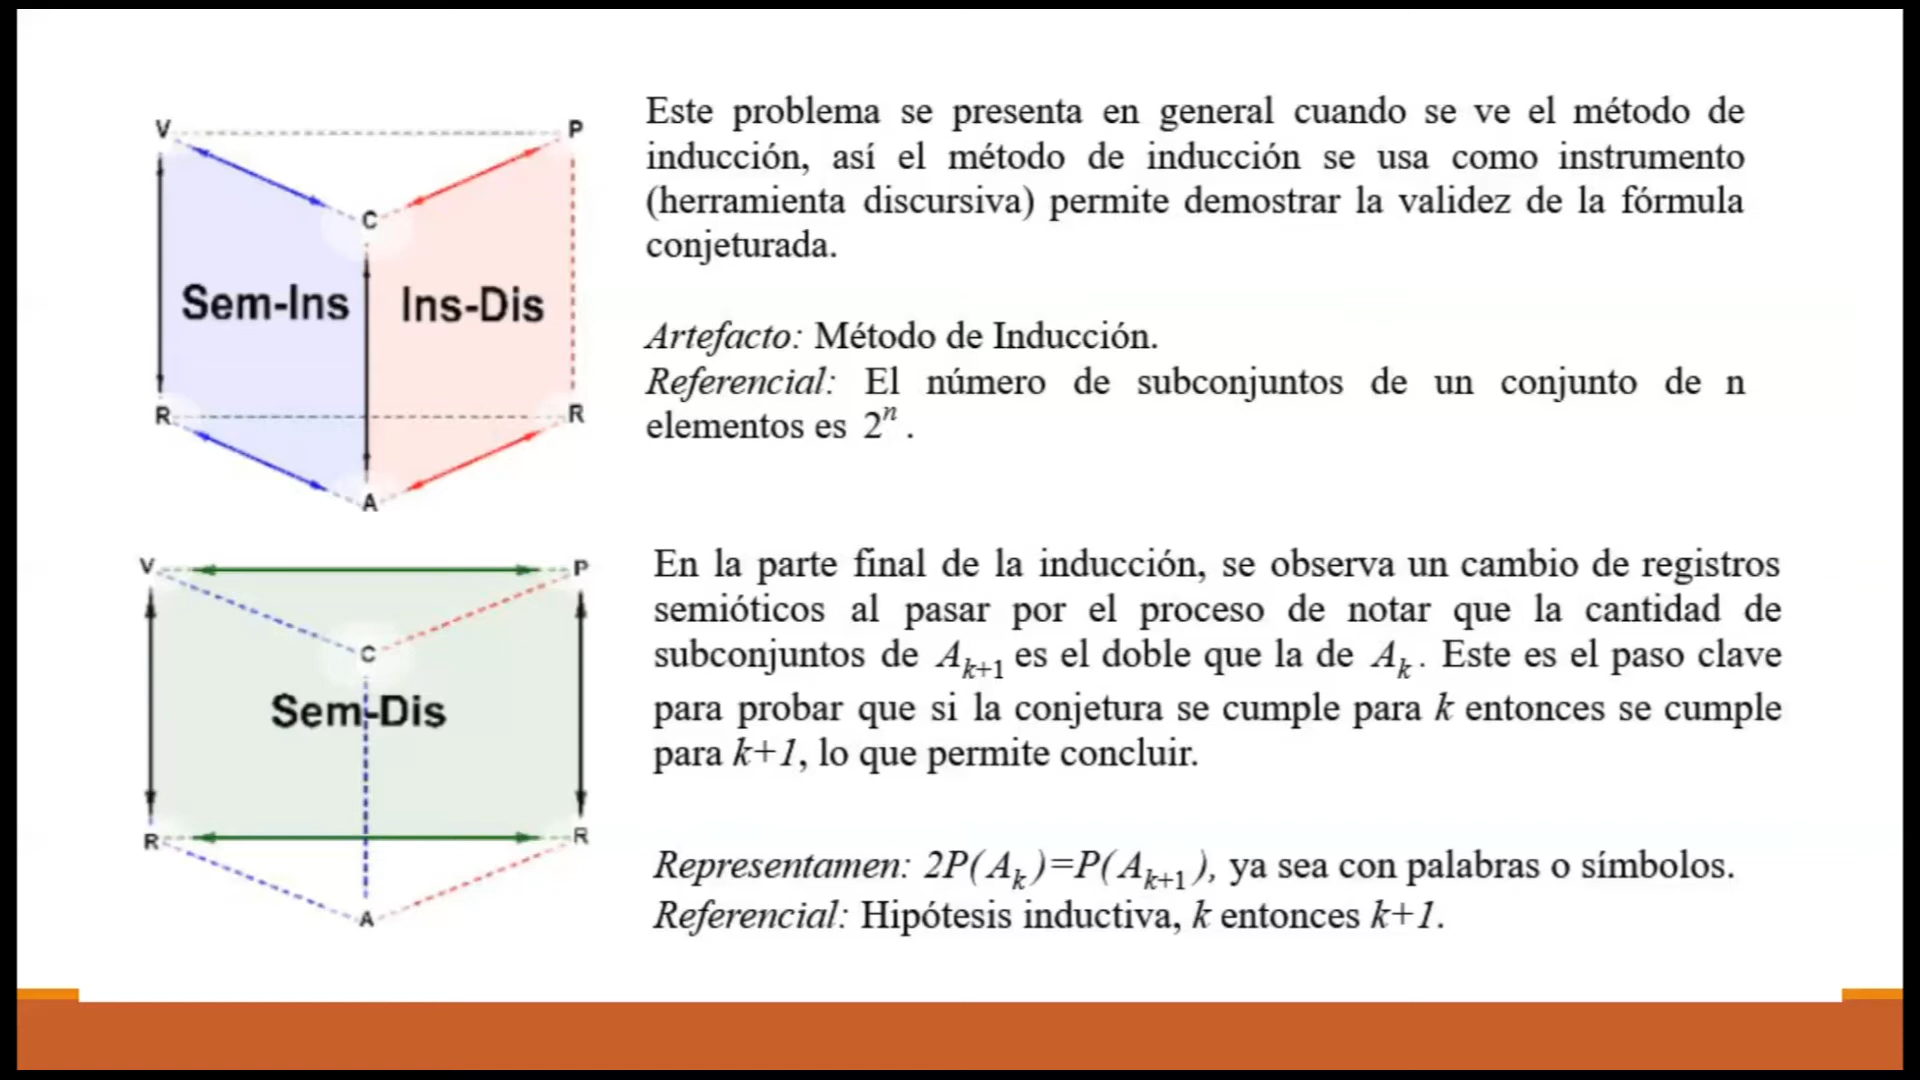 V
P
C
Sem-Ins
Ins-Dis
R
R
A
Este problema se presenta en general cuando se ve el método de
inducción, así el método de inducción se usa como instrumento
(herramienta discursiva) permite demostrar la validez de la fórmula
conjeturada.
Artefacto: Método de Inducción.
Referencial: El número de subconjuntos de un conjunto de n
elementos es 2ⁿ .
V
P
C
Sem-Dis
R
R
A
En la parte final de la inducción, se observa un cambio de registros
semióticos al pasar por el proceso de notar que la cantidad de
subconjuntos de Aₖ₊₁ es el doble que la de Aₖ. Este es el paso clave
para probar que si la conjetura se cumple para k entonces se cumple
para k+1, lo que permite concluir.
Representamen: 2P(Aₖ)=P(Aₖ₊₁), ya sea con palabras o símbolos.
Referencial: Hipótesis inductiva, k entonces k+1.